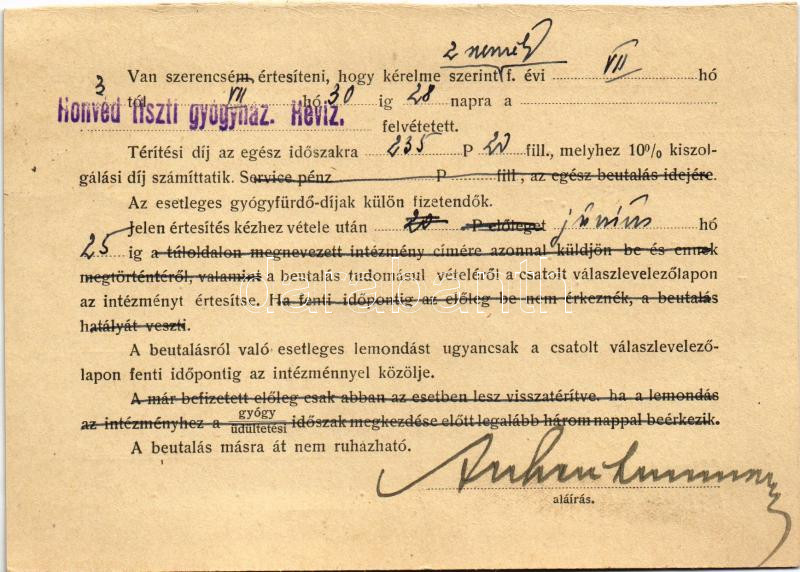 2 személy
Van szerencsém értesíteni, hogy kérelme szerint f. évi VII hó
3 tól VII hó 30 ig 28 napra a
Honvéd tiszti gyógyház. Hévíz. felvétetett.
Térítési díj az egész időszakra 235 P 20 fill., melyhez 10% kiszol-
gálási díj számíttatik. Service pénz P fill, az egész beutalás idejére.
Az esetleges gyógyfürdő-díjak külön fizetendők.
Jelen értesítés kézhez vétele után 20 P előleget június hó
25 ig a túloldalon megnevezett intézmény címére azonnal küldjön be és ennek
megtörténtéről, valamint a beutalás tudomásul vételéről a csatolt válaszlevelezőlapon
az intézményt értesítse. Ha fenti időpontig az előleg be nem érkeznék, a beutalás
hatályát veszti.
A beutalásról való esetleges lemondást ugyancsak a csatolt válaszlevelező-
lapon fenti időpontig az intézménnyel közölje.
A már befizetett előleg csak abban az esetben lesz visszatérítve. ha a lemondás
az intézményhez a gyógy üdültetési időszak megkezdése előtt legalább három nappal beérkezik.
A beutalás másra át nem ruházható.
aláírás.
darabanth